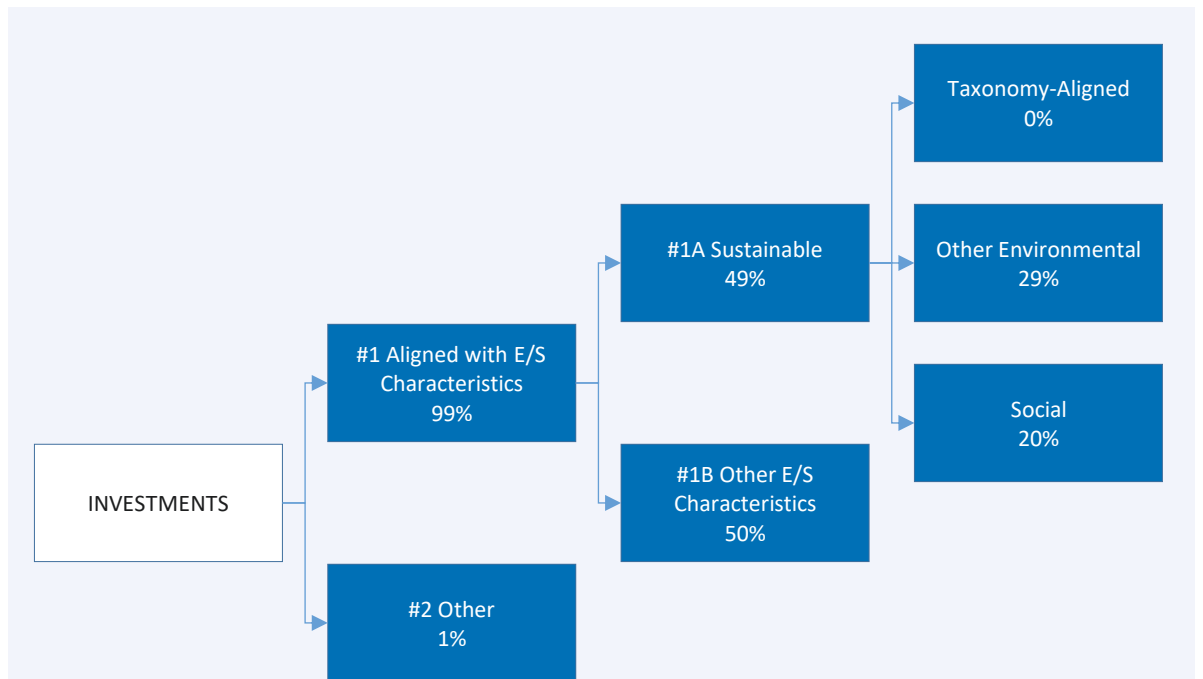 Taxonomy-Aligned
0%
#1A Sustainable
49%
Other Environmental
29%
#1 Aligned with E/S
Characteristics
99%
Social
20%
INVESTMENTS
#1B Other E/S
Characteristics
50%
#2 Other
1%